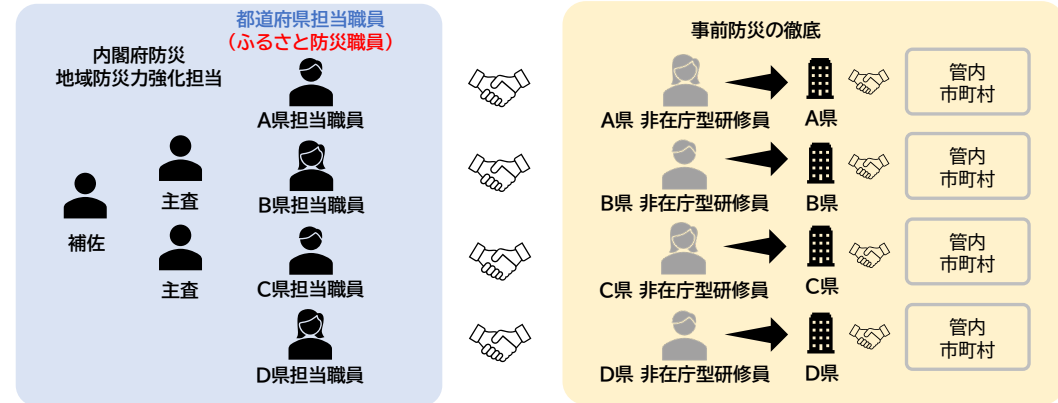 都道府県担当職員
（ふるさと防災職員）
内閣府防災
地域防災力強化担当
A県担当職員
主査
B県担当職員
補佐
主査
C県担当職員
D県担当職員
事前防災の徹底
A県 非在庁型研修員
A県
管内
市町村
B県 非在庁型研修員
B県
管内
市町村
C県 非在庁型研修員
C県
管内
市町村
D県 非在庁型研修員
D県
管内
市町村